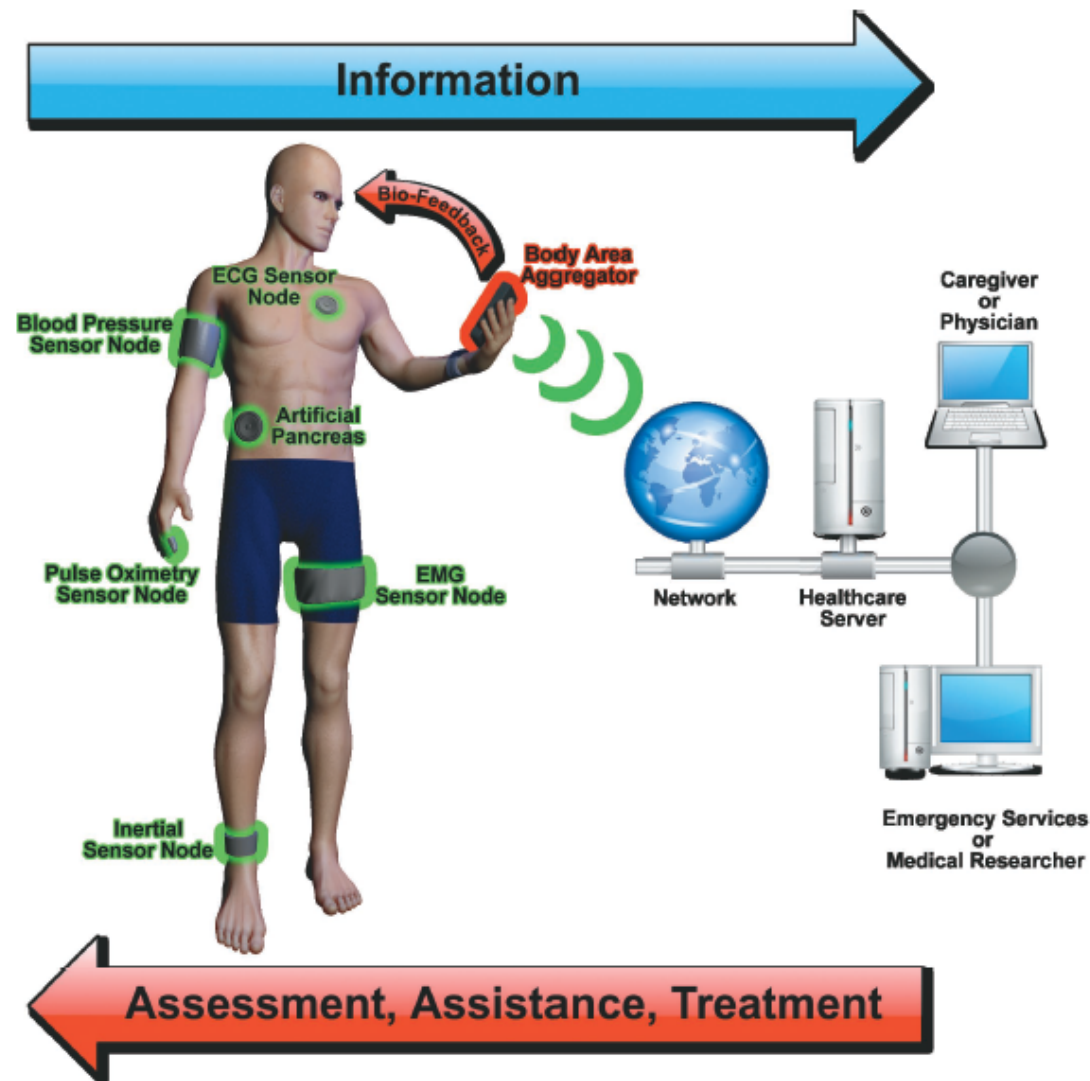 Information
Bio-Feedback
Body Area
Aggregator
ECG Sensor
Node
Blood Pressure
Sensor Node
Artificial
Pancreas
Pulse Oximetry
Sensor Node
EMG
Sensor Node
Inertial
Sensor Node
Caregiver
or
Physician
Network
Healthcare
Server
Emergency Services
or
Medical Researcher
Assessment, Assistance, Treatment